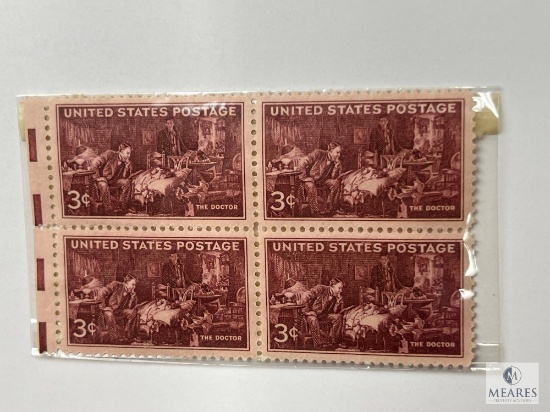 UNITED STATES POSTAGE
UNITED STATES POSTAGE
3¢
THE DOCTOR
3¢
THE DOCTOR
UNITED STATES POSTAGE
UNITED STATES POSTAGE
3¢
THE DOCTOR
3¢
THE DOCTOR
M
MEARES